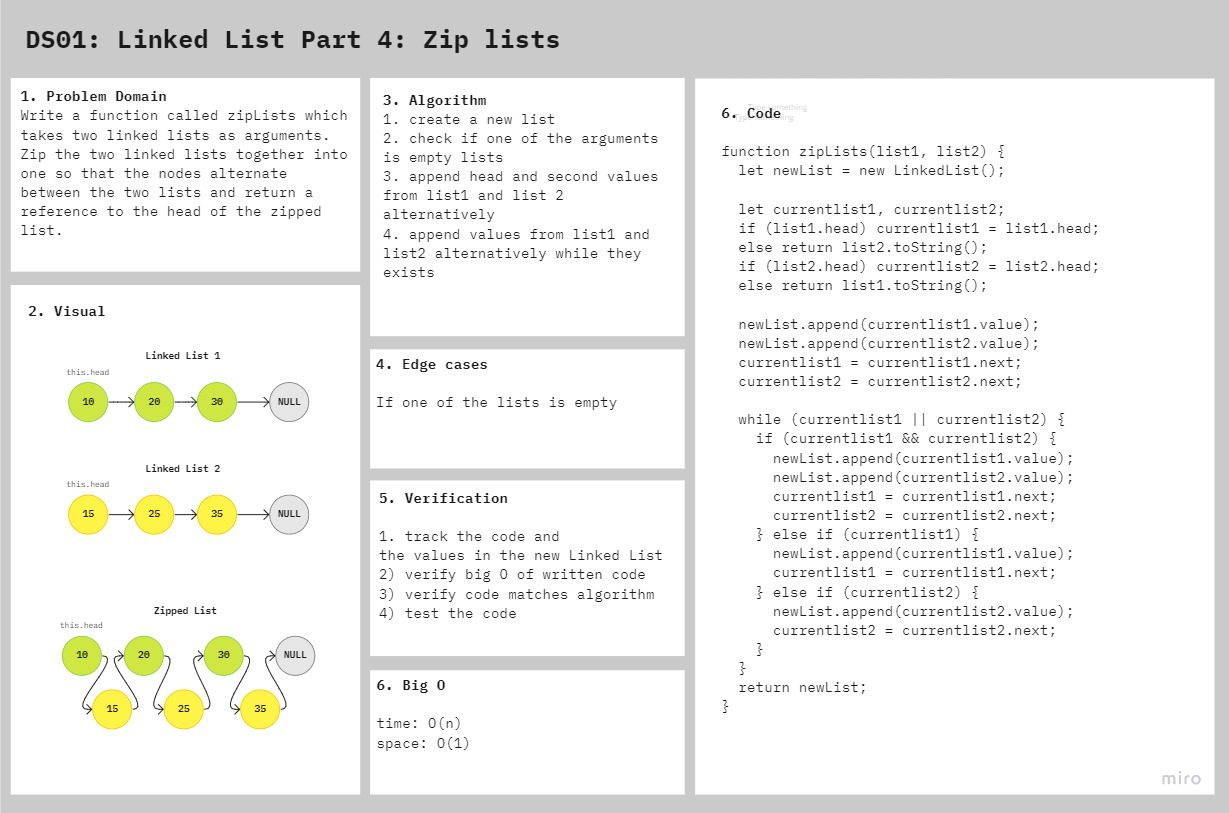 DS01: Linked List Part 4: Zip lists
1. Problem Domain
Write a function called zipLists which
takes two linked lists as arguments.
Zip the two linked lists together into
one so that the nodes alternate
between the two lists and return a
reference to the head of the zipped
list.
2. Visual
Linked List 1
this.head
10 20 30 NULL
Linked List 2
this.head
15 25 35 NULL
Zipped List
this.head
10 20 30 NULL
15 25 35
3. Algorithm
1. create a new list
2. check if one of the arguments
is empty lists
3. append head and second values
from list1 and list 2
alternatively
4. append values from list1 and
list2 alternatively while they
exists
4. Edge cases
If one of the lists is empty
5. Verification
1. track the code and
the values in the new Linked List
2) verify big O of written code
3) verify code matches algorithm
4) test the code
6. Big O
time: O(n)
space: O(1)
Type something
6. Code
Type something
function zipLists(list1, list2) {
  let newList = new LinkedList();
  let currentlist1, currentlist2;
  if (list1.head) currentlist1 = list1.head;
  else return list2.toString();
  if (list2.head) currentlist2 = list2.head;
  else return list1.toString();
  newList.append(currentlist1.value);
  newList.append(currentlist2.value);
  currentlist1 = currentlist1.next;
  currentlist2 = currentlist2.next;
  while (currentlist1 || currentlist2) {
    if (currentlist1 && currentlist2) {
      newList.append(currentlist1.value);
      newList.append(currentlist2.value);
      currentlist1 = currentlist1.next;
      currentlist2 = currentlist2.next;
    } else if (currentlist1) {
      newList.append(currentlist1.value);
      currentlist1 = currentlist1.next;
    } else if (currentlist2) {
      newList.append(currentlist2.value);
      currentlist2 = currentlist2.next;
    }
  }
  return newList;
}
miro